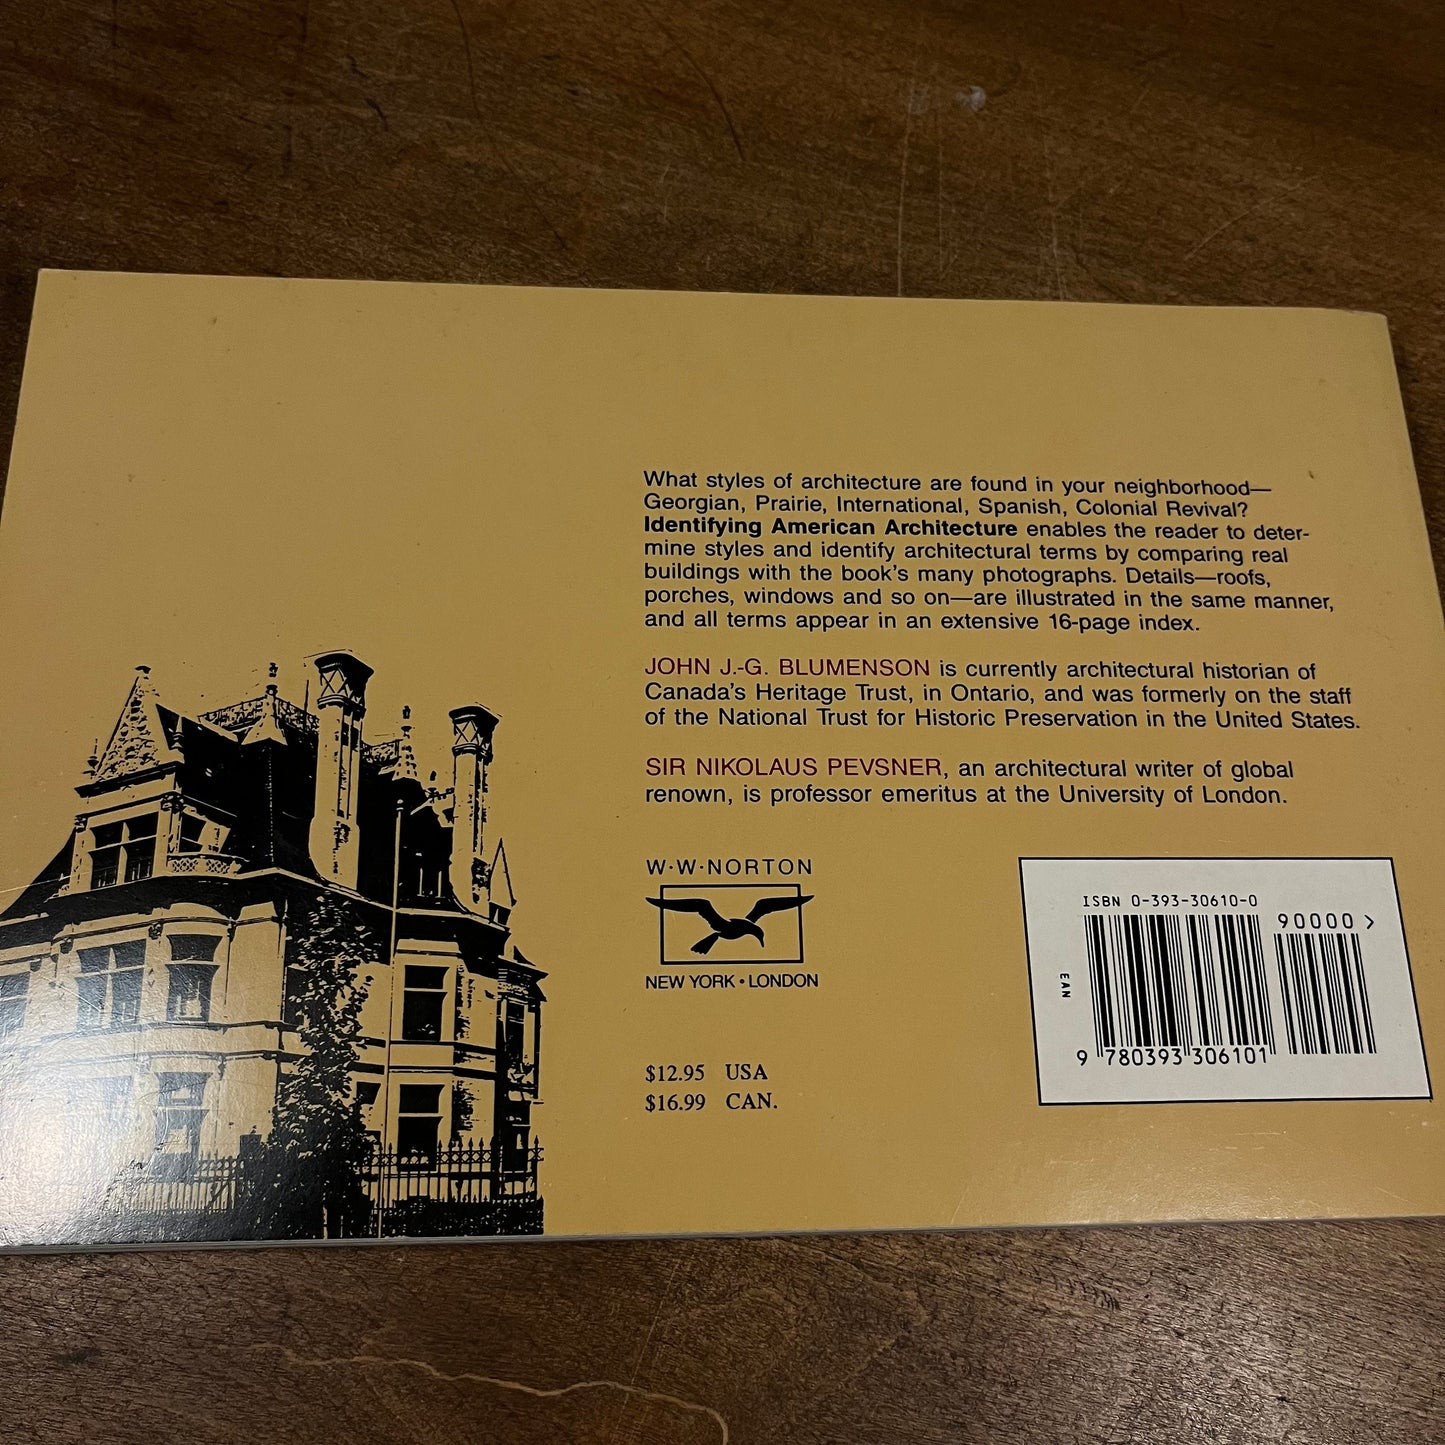 What styles of architecture are found in your neighborhood—
Georgian, Prairie, International, Spanish, Colonial Revival?
Identifying American Architecture enables the reader to deter-
mine styles and identify architectural terms by comparing real
buildings with the book's many photographs. Details—roofs,
porches, windows and so on—are illustrated in the same manner,
and all terms appear in an extensive 16-page index.
JOHN J.-G. BLUMENSON is currently architectural historian of
Canada's Heritage Trust, in Ontario, and was formerly on the staff
of the National Trust for Historic Preservation in the United States.
SIR NIKOLAUS PEVSNER, an architectural writer of global
renown, is professor emeritus at the University of London.
W·W·NORTON
NEW YORK • LONDON
$12.95 USA
$16.99 CAN.
ISBN 0-393-30610-0
90000 >
EAN
9 780393 306101